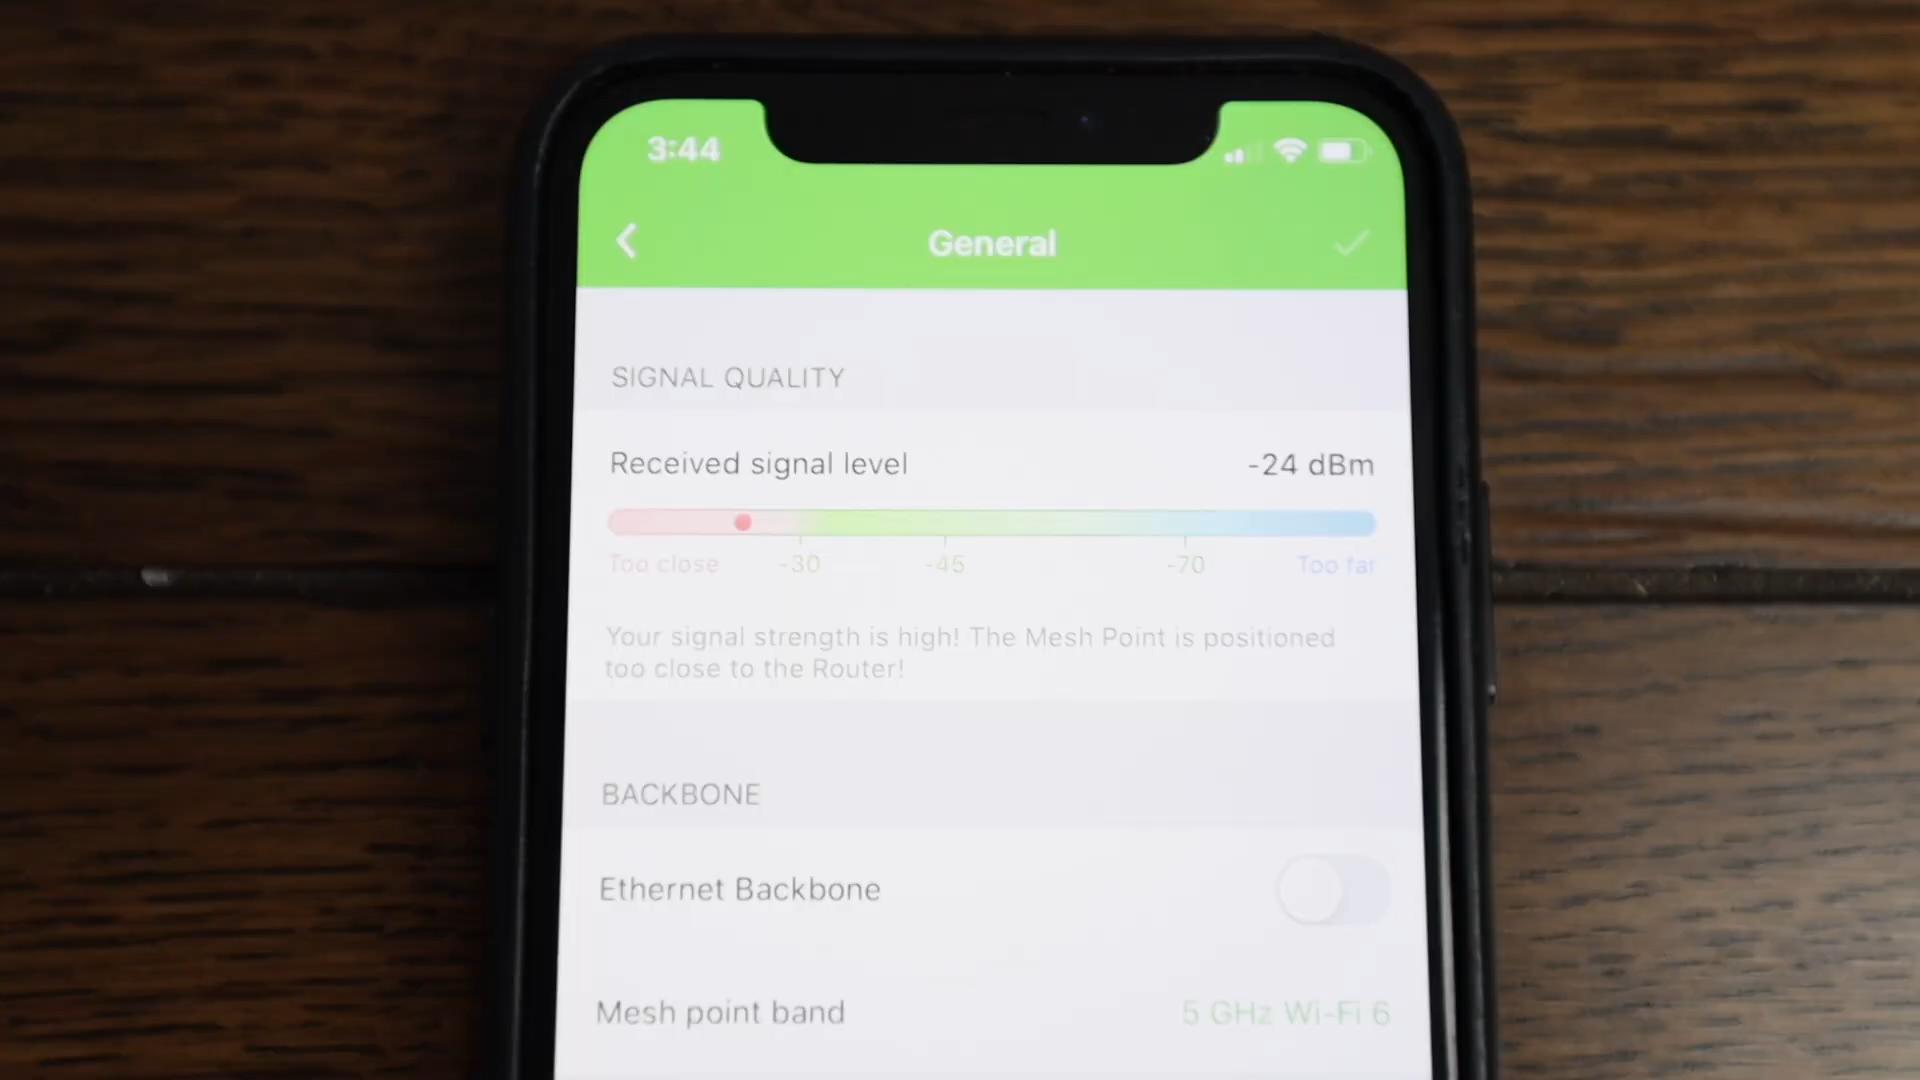 3:44
General
SIGNAL QUALITY
Received signal level -24 dBm
Too close -30 -45 -70 Too far
Your signal strength is high! The Mesh Point is positioned
too close to the Router!
BACKBONE
Ethernet Backbone
Mesh point band 5 GHz Wi-Fi 6